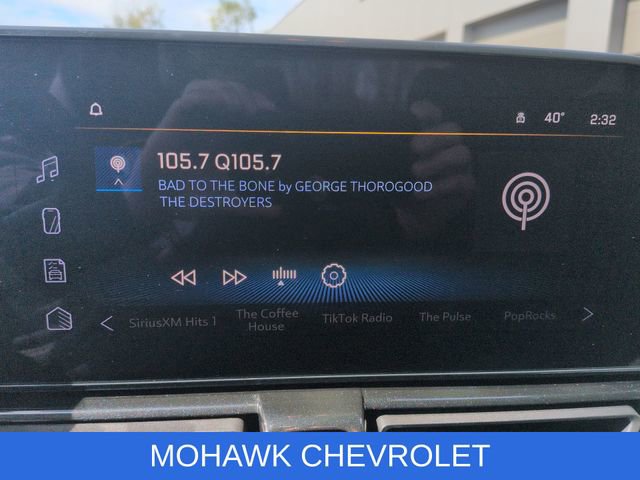 40° 2:32
105.7 Q105.7
BAD TO THE BONE by GEORGE THOROGOOD
THE DESTROYERS
SiriusXM Hits 1 The Coffee House TikTok Radio The Pulse PopRocks
MOHAWK CHEVROLET